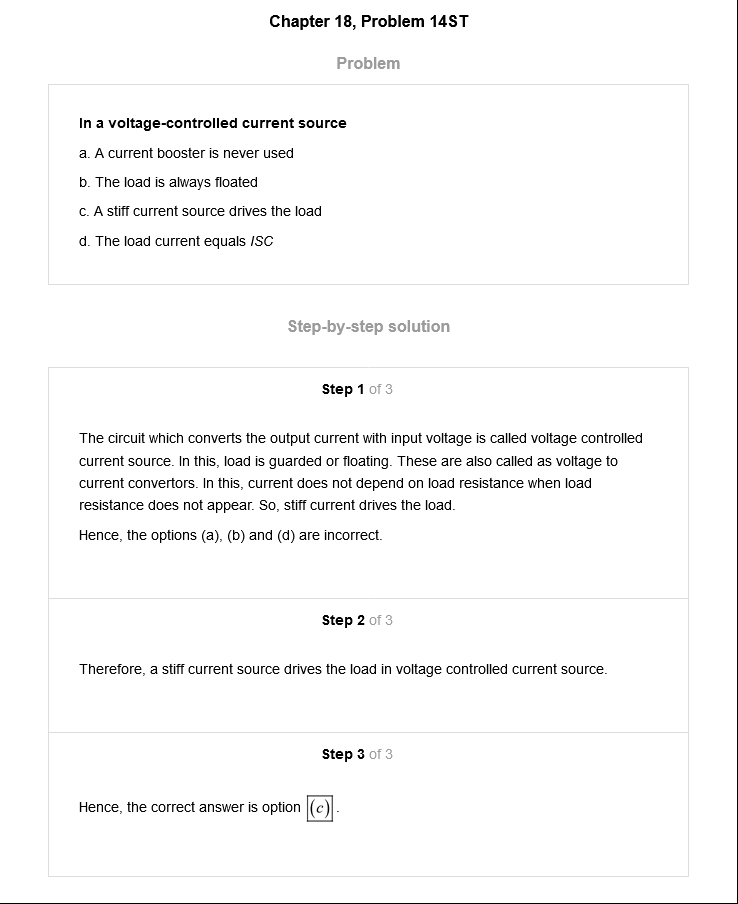 Chapter 18, Problem 14ST
Problem
In a voltage-controlled current source
a. A current booster is never used
b. The load is always floated
c. A stiff current source drives the load
d. The load current equals ISC
Step-by-step solution
Step 1 of 3
The circuit which converts the output current with input voltage is called voltage controlled
current source. In this, load is guarded or floating. These are also called as voltage to
current convertors. In this, current does not depend on load resistance when load
resistance does not appear. So, stiff current drives the load.
Hence, the options (a), (b) and (d) are incorrect.
Step 2 of 3
Therefore, a stiff current source drives the load in voltage controlled current source.
Step 3 of 3
Hence, the correct answer is option (c).